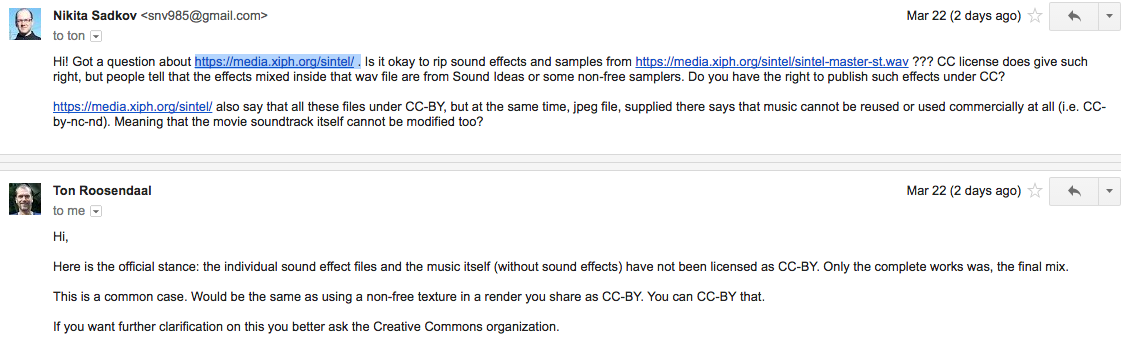 Nikita Sadkov <snv985@gmail.com>
Mar 22 (2 days ago)
to ton
Hi! Got a question about https://media.xiph.org/sintel/ . Is it okay to rip sound effects and samples from https://media.xiph.org/sintel/sintel-master-st.wav ??? CC license does give such
right, but people tell that the effects mixed inside that wav file are from Sound Ideas or some non-free samplers. Do you have the right to publish such effects under CC?
https://media.xiph.org/sintel/ also say that all these files under CC-BY, but at the same time, jpeg file, supplied there says that music cannot be reused or used commercially at all (i.e. CC-
by-nc-nd). Meaning that the movie soundtrack itself cannot be modified too?
Ton Roosendaal
Mar 22 (2 days ago)
to me
Hi,
Here is the official stance: the individual sound effect files and the music itself (without sound effects) have not been licensed as CC-BY. Only the complete works was, the final mix.
This is a common case. Would be the same as using a non-free texture in a render you share as CC-BY. You can CC-BY that.
If you want further clarification on this you better ask the Creative Commons organization.